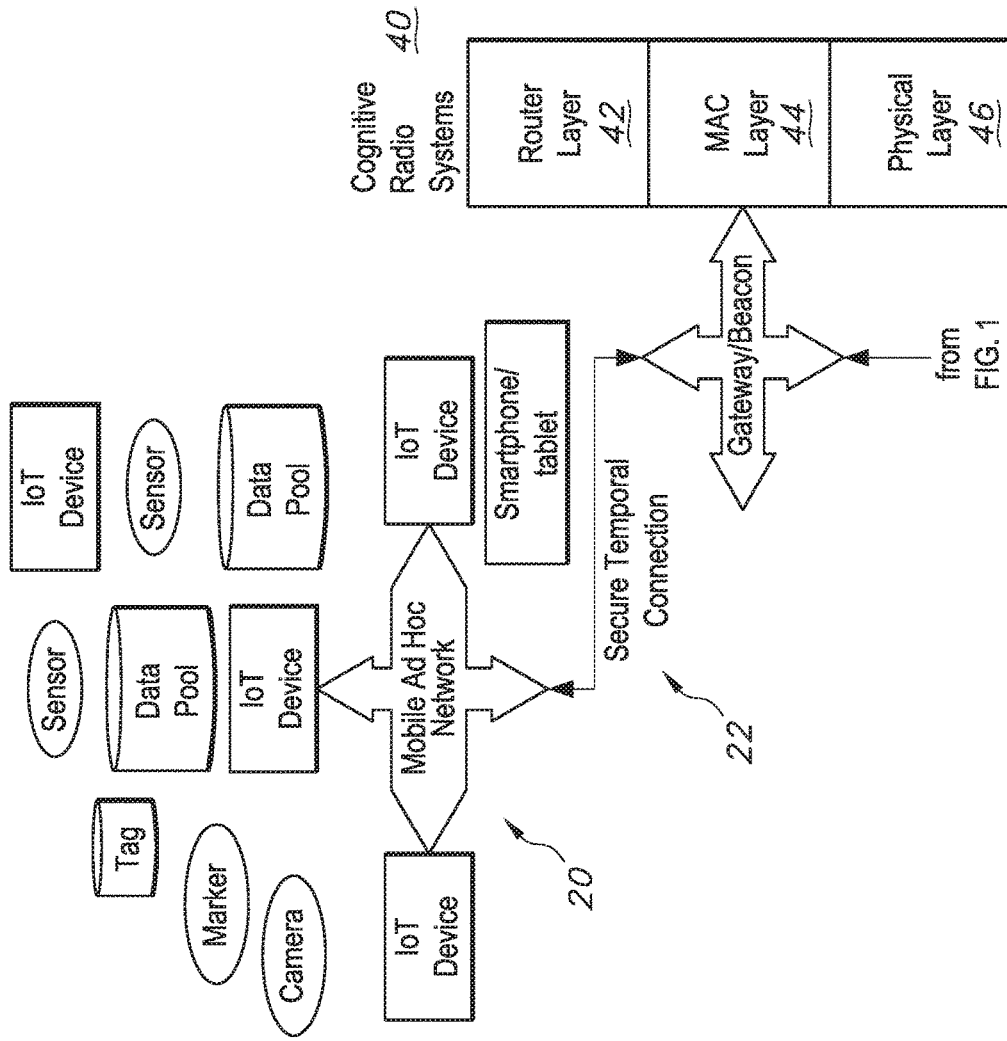 IoT
Device
Sensor
Sensor
Tag
Data
Pool
Marker
Data
Pool
IoT
Device
Camera
IoT
Device
Mobile Ad Hoc
Network
IoT
Device
Smartphone/
tablet
20
Secure Temporal
Connection
22
Gateway/Beacon
from
FIG. 1
Cognitive
Radio
Systems
40
Router
Layer
42
MAC
Layer
44
Physical
Layer
46